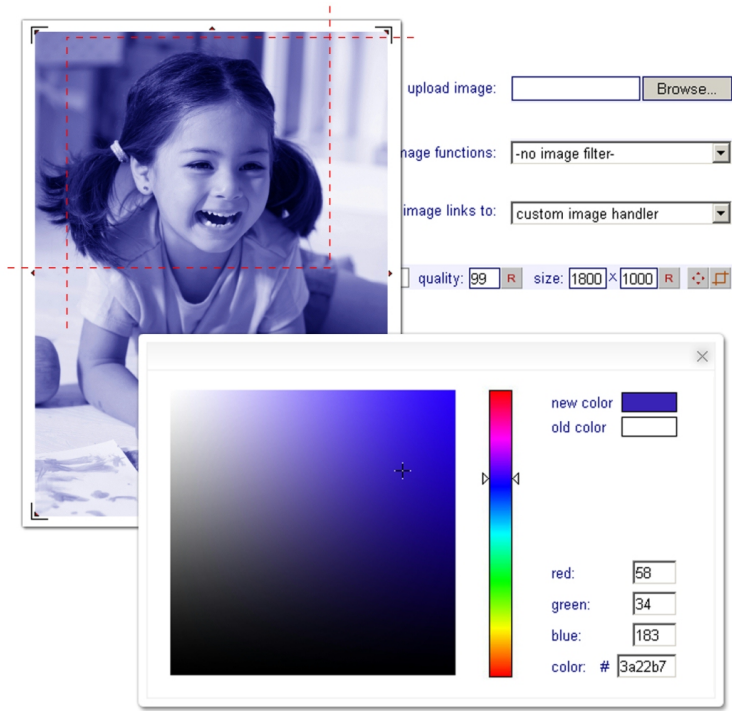 upload image:
Browse...
mage functions:
-no image filter-
image links to:
custom image handler
quality: 99 R size: 1800 × 1000 R
new color
old color
red: 58
green: 34
blue: 183
color: # 3a22b7